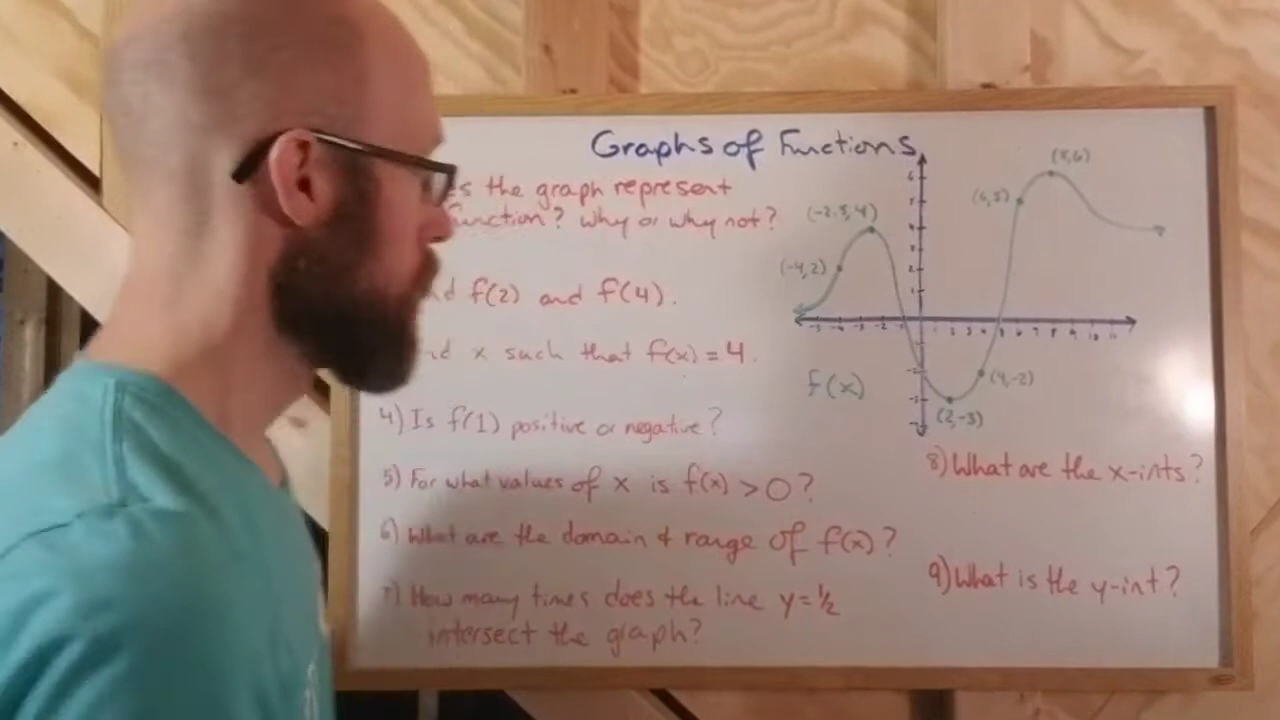 Graphs of Functions
the graph represent
function? Why or why not?
f(2) and f(4).
x such that f(x) = 4.
4) Is f(1) positive or negative?
5) For what values of x is f(x) > 0?
6) What are the domain & range of f(x)?
7) How many times does the line y = ½
intersect the graph?
(8,6)
(6,5)
(-2.5,4)
(-4,2)
f(x)
(4,-2)
(2,-3)
8) What are the x-ints?
9) What is the y-int?